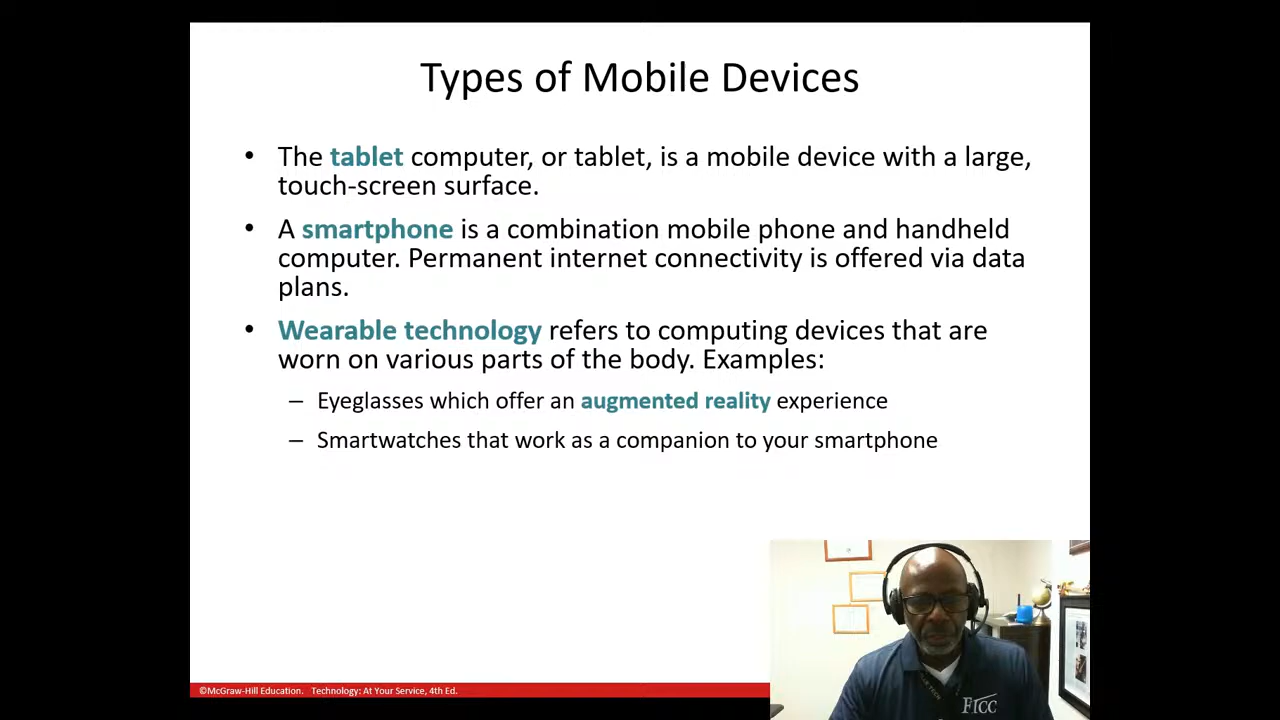 Types of Mobile Devices
• The tablet computer, or tablet, is a mobile device with a large,
touch-screen surface.
• A smartphone is a combination mobile phone and handheld
computer. Permanent internet connectivity is offered via data
plans.
• Wearable technology refers to computing devices that are
worn on various parts of the body. Examples:
– Eyeglasses which offer an augmented reality experience
– Smartwatches that work as a companion to your smartphone
©McGraw-Hill Education. Technology: At Your Service, 4th Ed.
FTCC